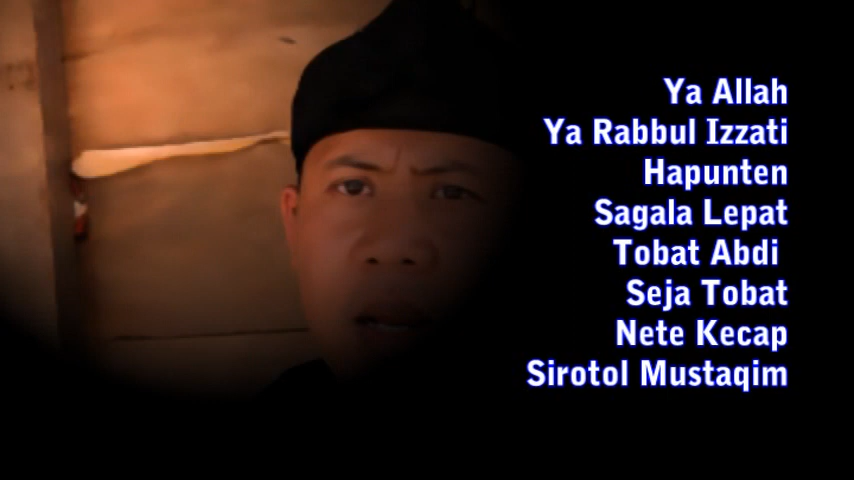 Ya Allah
Ya Rabbul Izzati
Hapunten
Sagala Lepat
Tobat Abdi
Seja Tobat
Nete Kecap
Sirotol Mustaqim